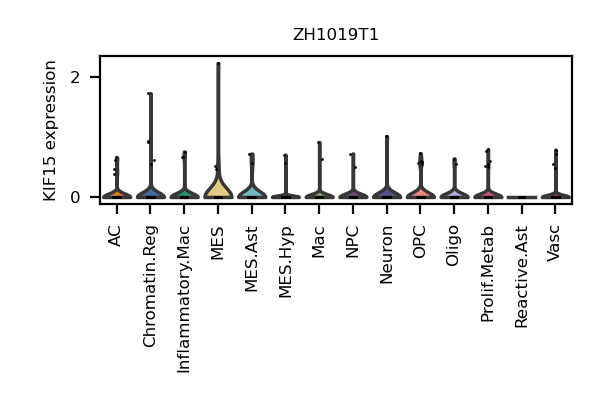 ZH1019T1
KIF15 expression
2
0
AC
Chromatin.Reg
Inflammatory.Mac
MES
MES.Ast
MES.Hyp
Mac
NPC
Neuron
OPC
Oligo
Prolif.Metab
Reactive.Ast
Vasc